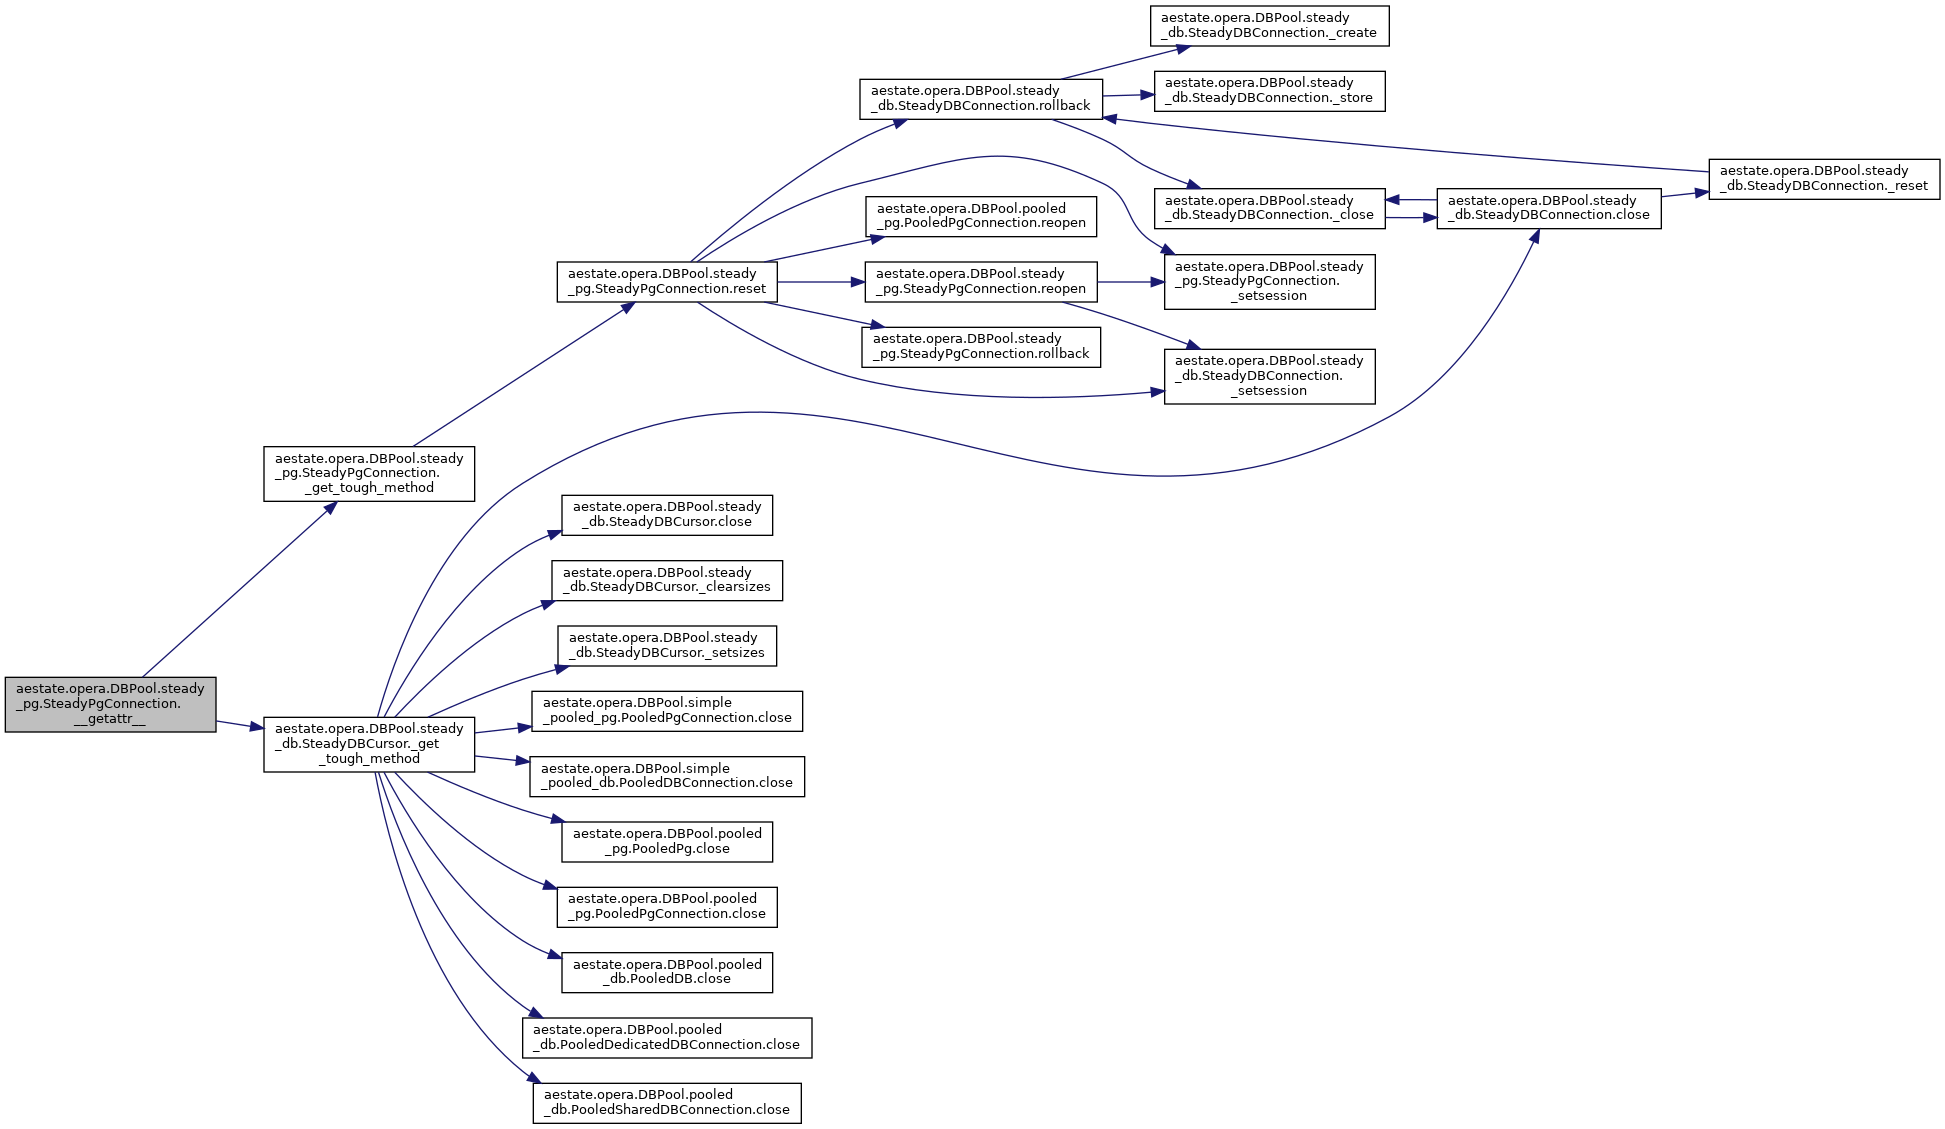 aestate.opera.DBPool.steady
_pg.SteadyPgConnection.
__getattr__
aestate.opera.DBPool.steady
_pg.SteadyPgConnection.
_get_tough_method
aestate.opera.DBPool.steady
_db.SteadyDBCursor._get
_tough_method
aestate.opera.DBPool.steady
_pg.SteadyPgConnection.reset
aestate.opera.DBPool.steady
_db.SteadyDBCursor.close
aestate.opera.DBPool.steady
_db.SteadyDBCursor._clearsizes
aestate.opera.DBPool.steady
_db.SteadyDBCursor._setsizes
aestate.opera.DBPool.simple
_pooled_pg.PooledPgConnection.close
aestate.opera.DBPool.simple
_pooled_db.PooledDBConnection.close
aestate.opera.DBPool.pooled
_pg.PooledPg.close
aestate.opera.DBPool.pooled
_pg.PooledPgConnection.close
aestate.opera.DBPool.pooled
_db.PooledDB.close
aestate.opera.DBPool.pooled
_db.PooledDedicatedDBConnection.close
aestate.opera.DBPool.pooled
_db.PooledSharedDBConnection.close
aestate.opera.DBPool.steady
_db.SteadyDBConnection.rollback
aestate.opera.DBPool.pooled
_pg.PooledPgConnection.reopen
aestate.opera.DBPool.steady
_pg.SteadyPgConnection.reopen
aestate.opera.DBPool.steady
_pg.SteadyPgConnection.rollback
aestate.opera.DBPool.steady
_db.SteadyDBConnection._create
aestate.opera.DBPool.steady
_db.SteadyDBConnection._store
aestate.opera.DBPool.steady
_db.SteadyDBConnection._close
aestate.opera.DBPool.steady
_pg.SteadyPgConnection.
_setsession
aestate.opera.DBPool.steady
_db.SteadyDBConnection.
_setsession
aestate.opera.DBPool.steady
_db.SteadyDBConnection.close
aestate.opera.DBPool.steady
_db.SteadyDBConnection._reset